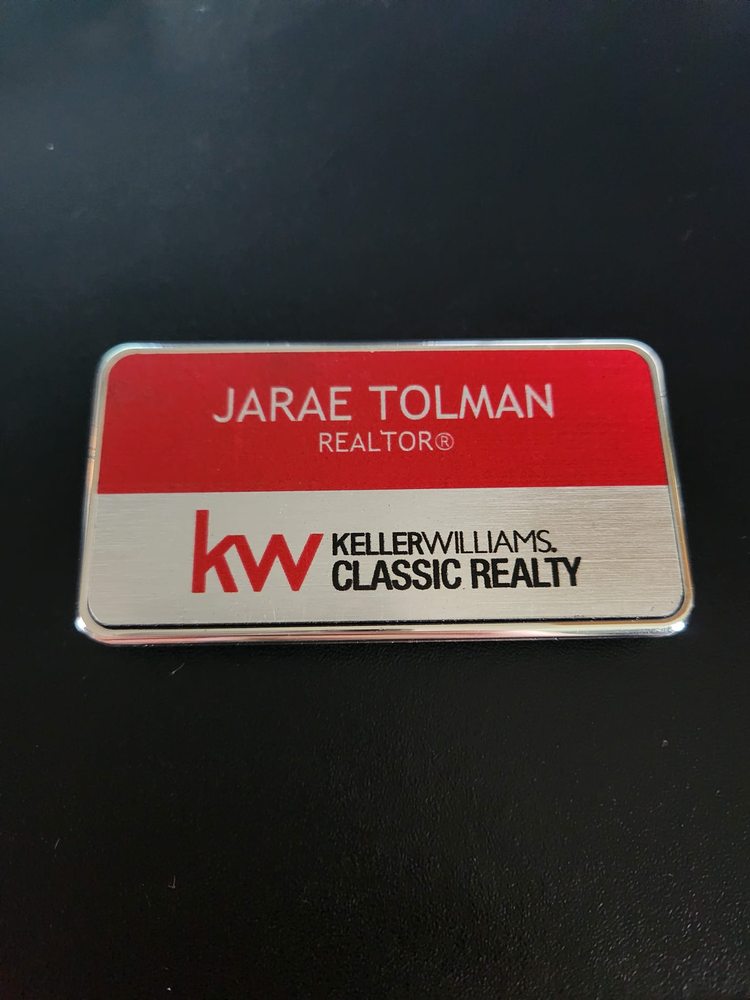 JARAE TOLMAN
REALTOR®
kw KELLERWILLIAMS.
CLASSIC REALTY